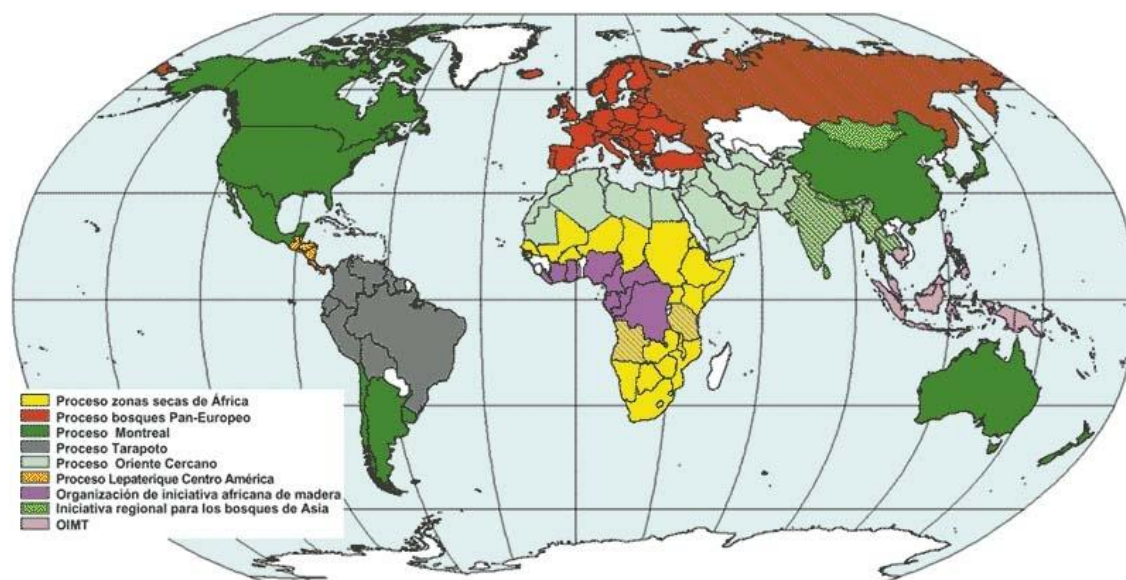 Proceso zonas secas de África
Proceso bosques Pan-Europeo
Proceso Montreal
Proceso Tarapoto
Proceso Oriente Cercano
Proceso Lepaterique Centro América
Organización de iniciativa africana de madera
Iniciativa regional para los bosques de Asia
OIMT